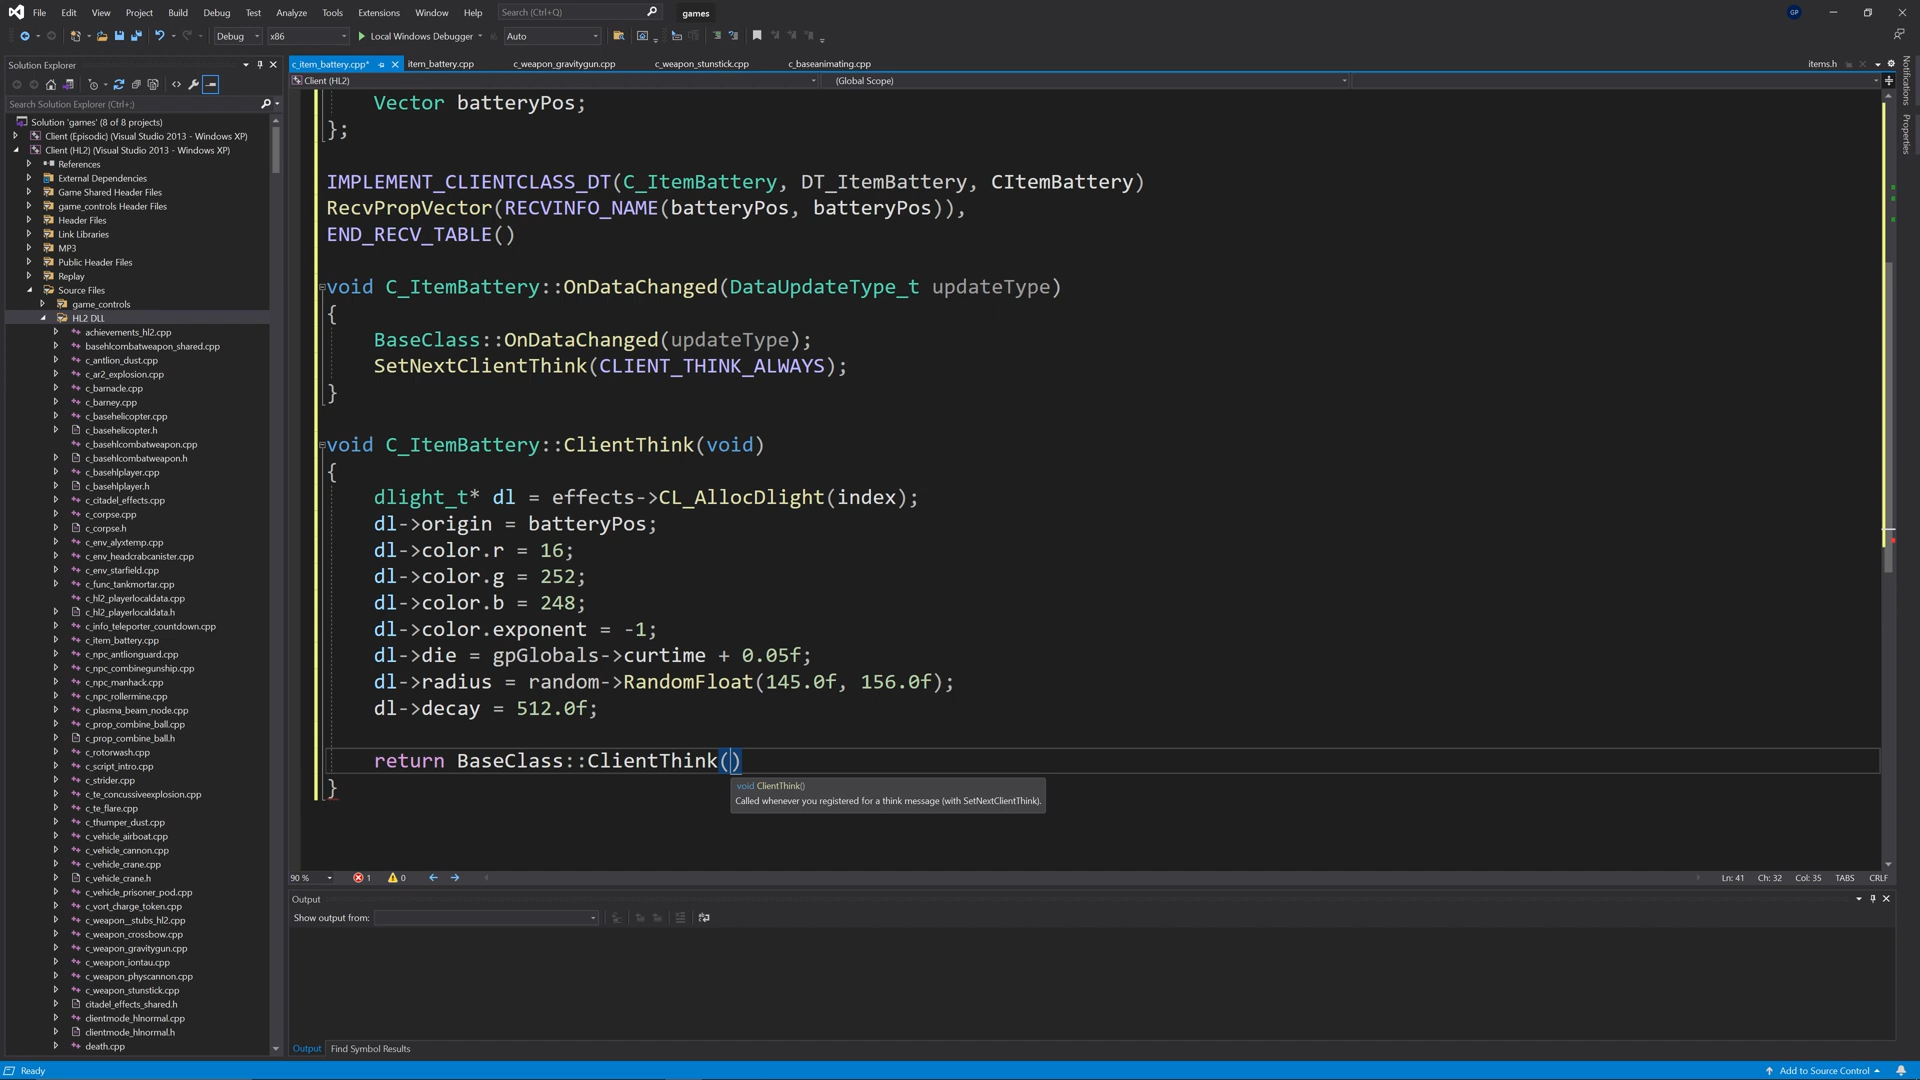 File Edit View Project Build Debug Test Analyze Tools Extensions Window Help Search (Ctrl+Q) games GP
Debug x86 Local Windows Debugger Auto
Solution Explorer
Search Solution Explorer (Ctrl+;)
Solution 'games' (8 of 8 projects)
Client (Episodic) (Visual Studio 2013 - Windows XP)
Client (HL2) (Visual Studio 2013 - Windows XP)
References
External Dependencies
Game Shared Header Files
game_controls Header Files
Header Files
Link Libraries
MP3
Public Header Files
Replay
Source Files
game_controls
HL2 DLL
achievements_hl2.cpp
basehlcombatweapon_shared.cpp
c_antlion_dust.cpp
c_ar2_explosion.cpp
c_barnacle.cpp
c_barney.cpp
c_basehelicopter.cpp
c_basehelicopter.h
c_basehlcombatweapon.cpp
c_basehlcombatweapon.h
c_basehlplayer.cpp
c_basehlplayer.h
c_citadel_effects.cpp
c_corpse.cpp
c_corpse.h
c_env_alyxtemp.cpp
c_env_headcrabcanister.cpp
c_env_starfield.cpp
c_func_tankmortar.cpp
c_hl2_playerlocaldata.cpp
c_hl2_playerlocaldata.h
c_info_teleporter_countdown.cpp
c_item_battery.cpp
c_npc_antlionguard.cpp
c_npc_combinegunship.cpp
c_npc_manhack.cpp
c_npc_rollermine.cpp
c_plasma_beam_node.cpp
c_prop_combine_ball.cpp
c_prop_combine_ball.h
c_rotorwash.cpp
c_script_intro.cpp
c_strider.cpp
c_te_concussiveexplosion.cpp
c_te_flare.cpp
c_thumper_dust.cpp
c_vehicle_airboat.cpp
c_vehicle_cannon.cpp
c_vehicle_crane.cpp
c_vehicle_crane.h
c_vehicle_prisoner_pod.cpp
c_vort_charge_token.cpp
c_weapon__stubs_hl2.cpp
c_weapon_crossbow.cpp
c_weapon_gravitygun.cpp
c_weapon_iontau.cpp
c_weapon_physcannon.cpp
c_weapon_stunstick.cpp
citadel_effects_shared.h
clientmode_hlnormal.cpp
clientmode_hlnormal.h
death.cpp
c_item_battery.cpp* item_battery.cpp c_weapon_gravitygun.cpp c_weapon_stunstick.cpp c_baseanimating.cpp items.h
Client (HL2) (Global Scope)
Vector batteryPos;
};
IMPLEMENT_CLIENTCLASS_DT(C_ItemBattery, DT_ItemBattery, CItemBattery)
RecvPropVector(RECVINFO_NAME(batteryPos, batteryPos)),
END_RECV_TABLE()
void C_ItemBattery::OnDataChanged(DataUpdateType_t updateType)
{
BaseClass::OnDataChanged(updateType);
SetNextClientThink(CLIENT_THINK_ALWAYS);
}
void C_ItemBattery::ClientThink(void)
{
dlight_t* dl = effects->CL_AllocDlight(index);
dl->origin = batteryPos;
dl->color.r = 16;
dl->color.g = 252;
dl->color.b = 248;
dl->color.exponent = -1;
dl->die = gpGlobals->curtime + 0.05f;
dl->radius = random->RandomFloat(145.0f, 156.0f);
dl->decay = 512.0f;
return BaseClass::ClientThink()
}
void ClientThink()
Called whenever you registered for a think message (with SetNextClientThink).
90 % 1 0 Ln: 41 Ch: 32 Col: 35 TABS CRLF
Output
Show output from:
Output Find Symbol Results
Notifications
Properties
Ready Add to Source Control